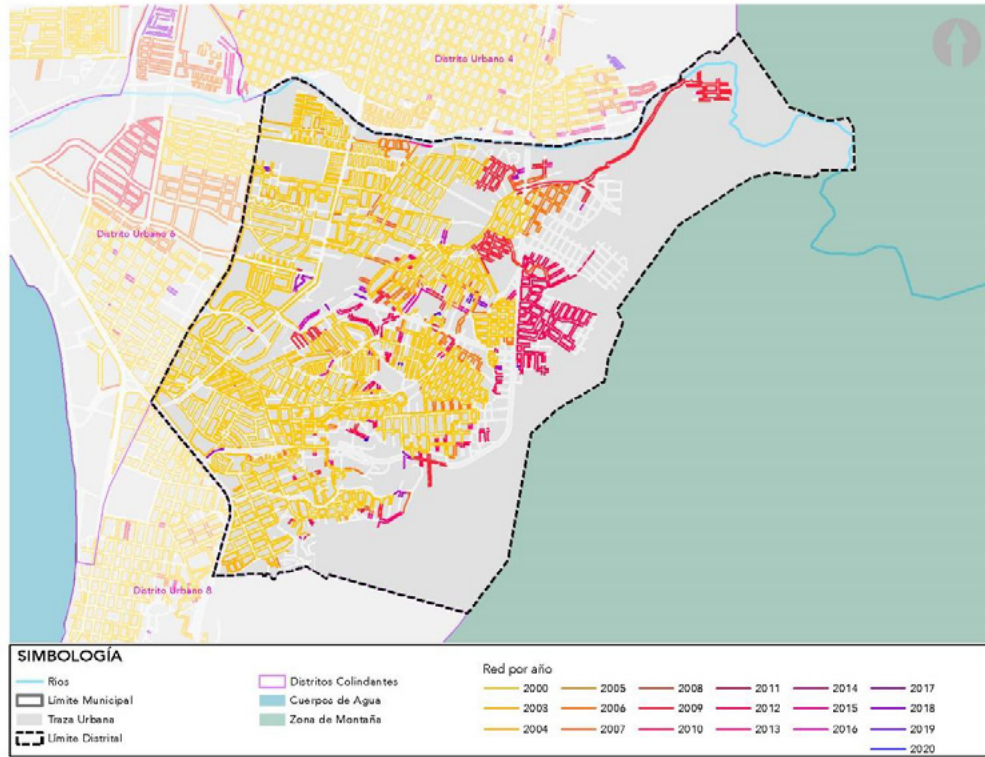 Distrito Urbano 4
Distrito Urbano 6
Distrito Urbano 8
SIMBOLOGÍA
Rios
Límite Municipal
Traza Urbana
Límite Distrital
Distritos Colindantes
Cuerpos de Agua
Zona de Montaña
Red por año
2000 2005 2008 2011 2014 2017
2003 2006 2009 2012 2015 2018
2004 2007 2010 2013 2016 2019
2020